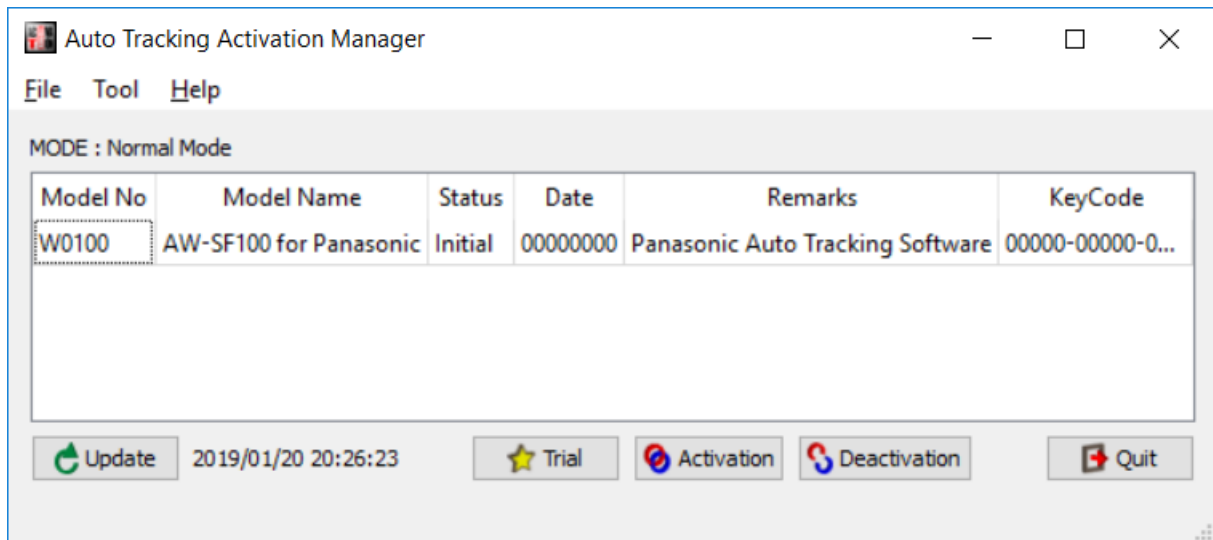 Auto Tracking Activation Manager
File Tool Help
MODE : Normal Mode
Model No Model Name Status Date Remarks KeyCode
W0100 AW-SF100 for Panasonic Initial 00000000 Panasonic Auto Tracking Software 00000-00000-0...
Update 2019/01/20 20:26:23 Trial Activation Deactivation Quit